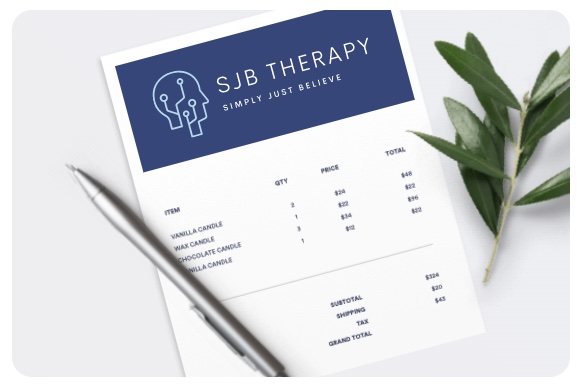 SJB THERAPY
SIMPLY JUST BELIEVE
ITEM QTY PRICE TOTAL
VANILLA CANDLE 2 $24 $48
WAX CANDLE 1 $22 $22
CHOCOLATE CANDLE 3 $34 $96
NILLA CANDLE 1 $12 $22
SUBTOTAL $324
SHIPPING $20
TAX $43
GRAND TOTAL